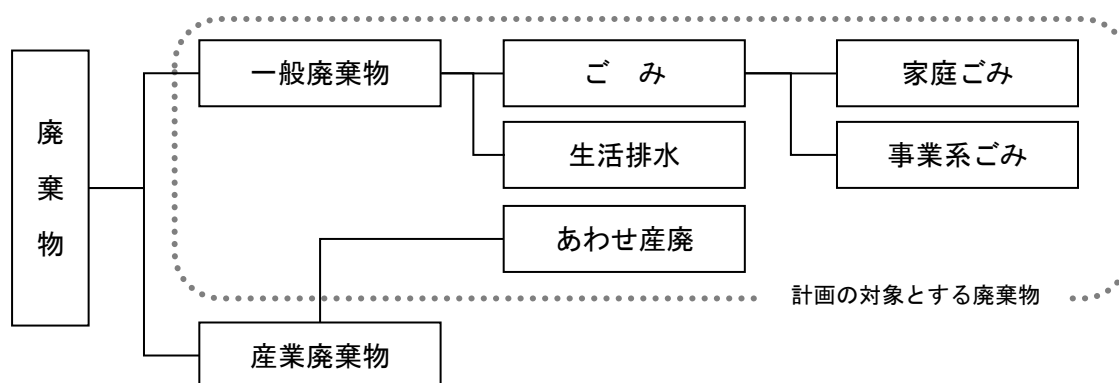 廃棄物
一般廃棄物
ご　み
家庭ごみ
生活排水
事業系ごみ
あわせ産廃
計画の対象とする廃棄物
産業廃棄物